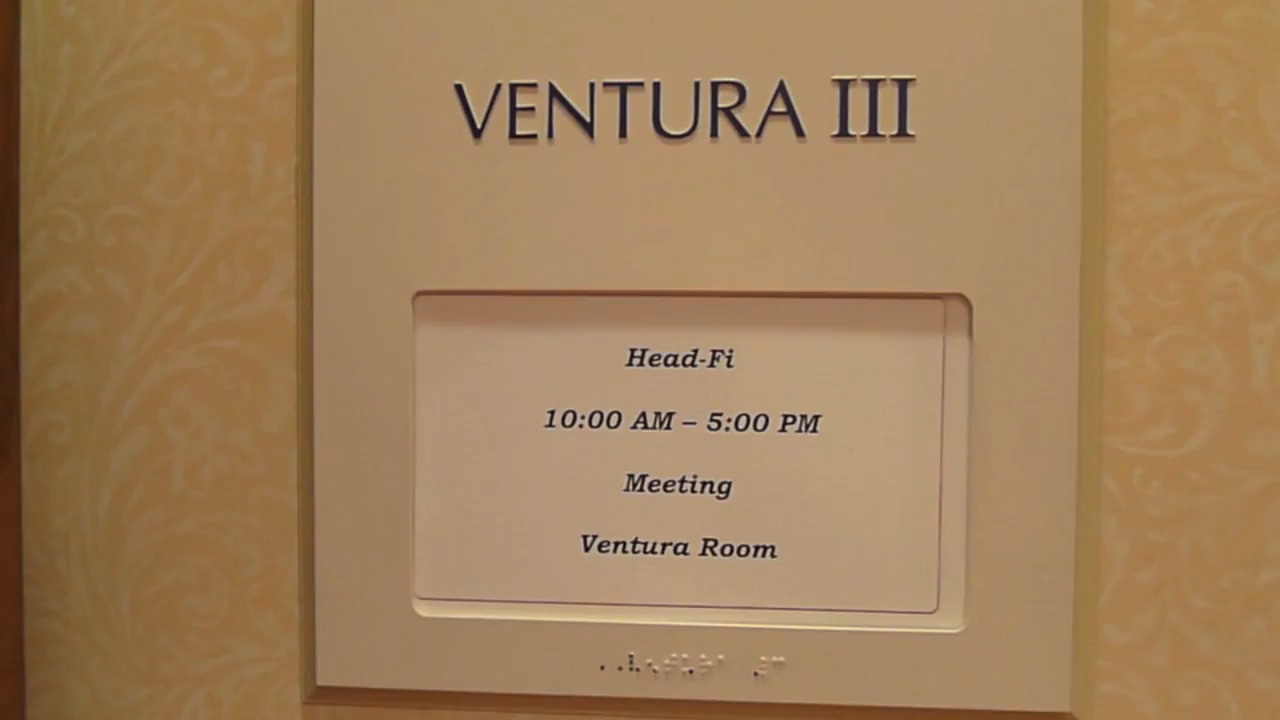 VENTURA III
Head-Fi
10:00 AM – 5:00 PM
Meeting
Ventura Room